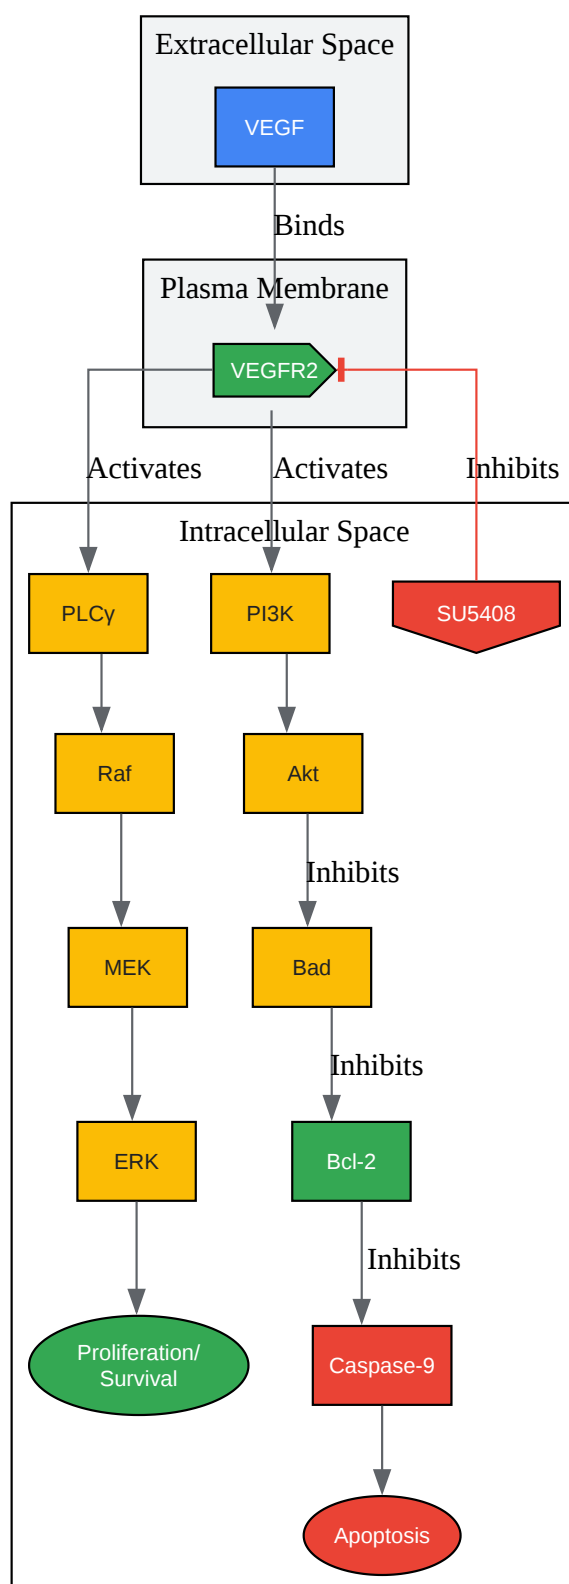 Extracellular Space
VEGF
Binds
Plasma Membrane
VEGFR2
Activates
Activates
Inhibits
Intracellular Space
PLCγ
PI3K
SU5408
Raf
Akt
Inhibits
MEK
Bad
Inhibits
ERK
Bcl-2
Inhibits
Proliferation/
Survival
Caspase-9
Apoptosis